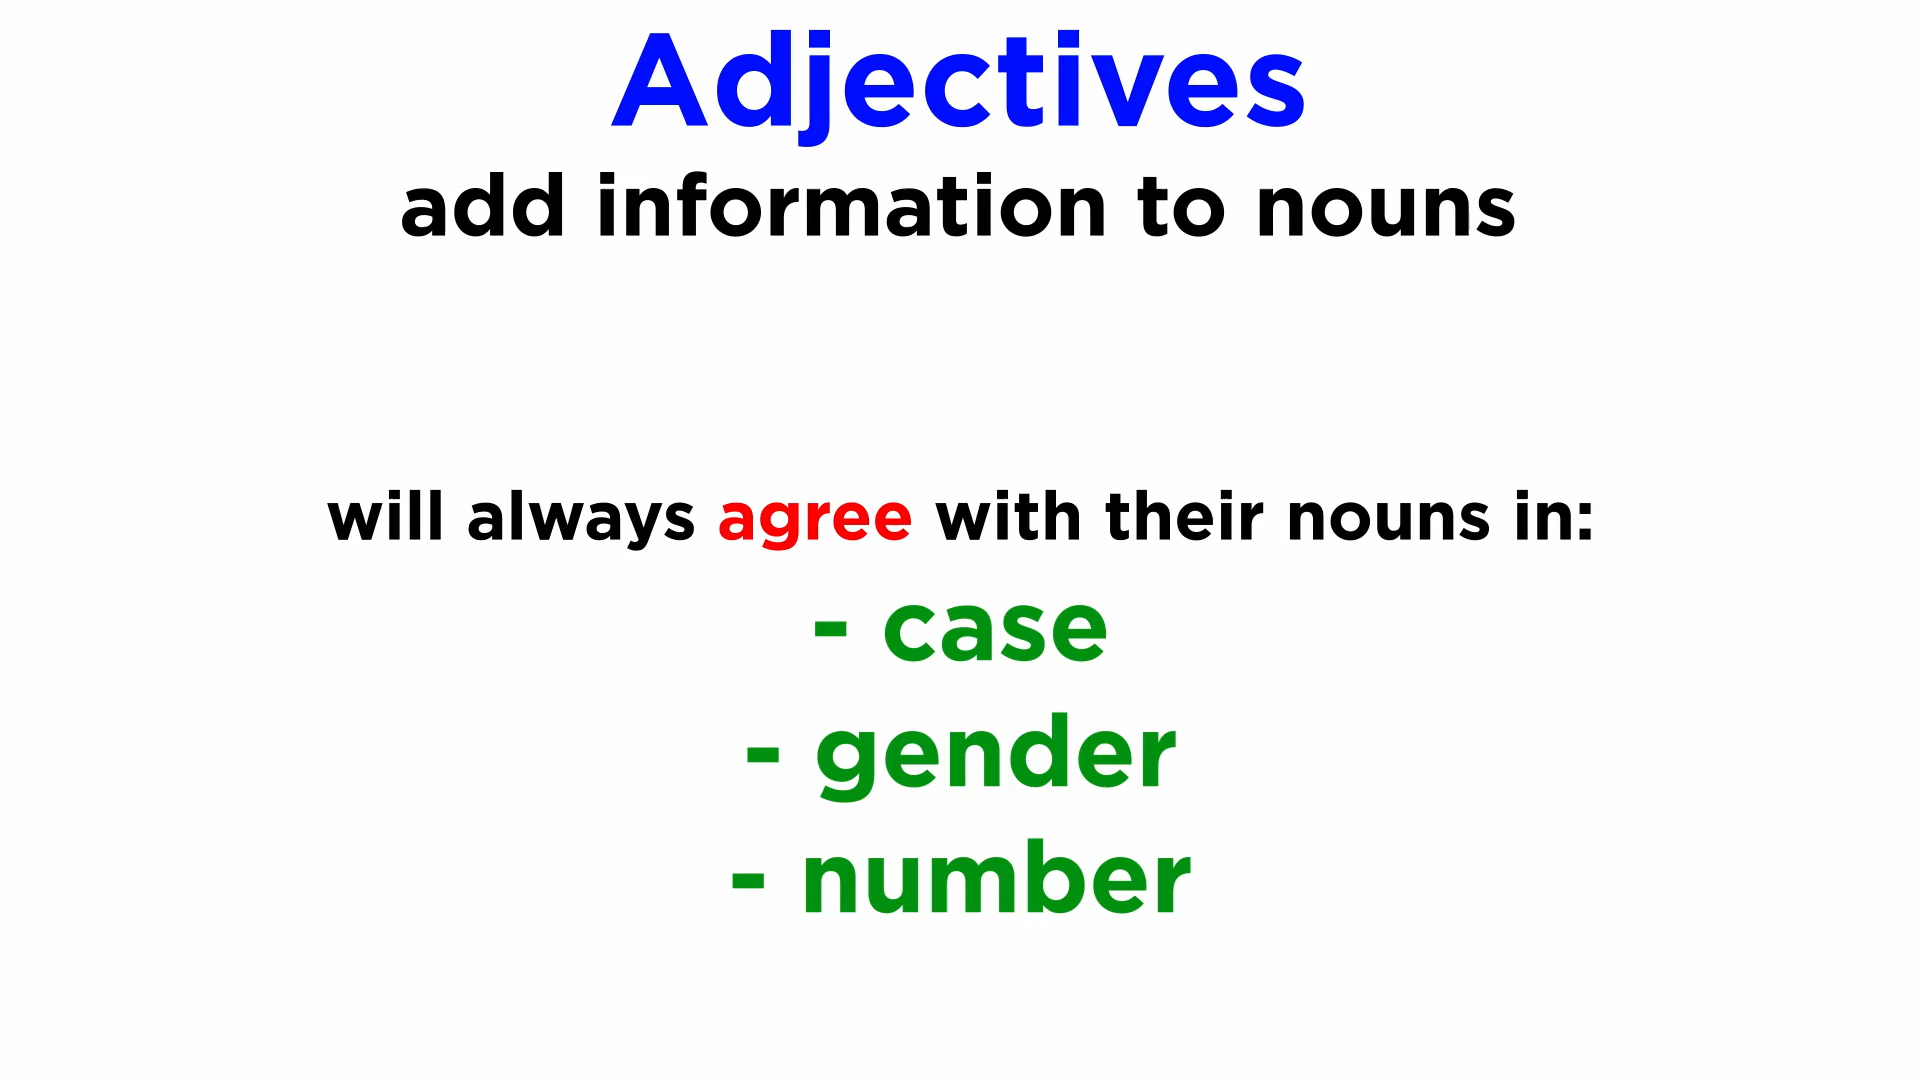 Adjectives
add information to nouns
will always agree with their nouns in:
- case
- gender
- number